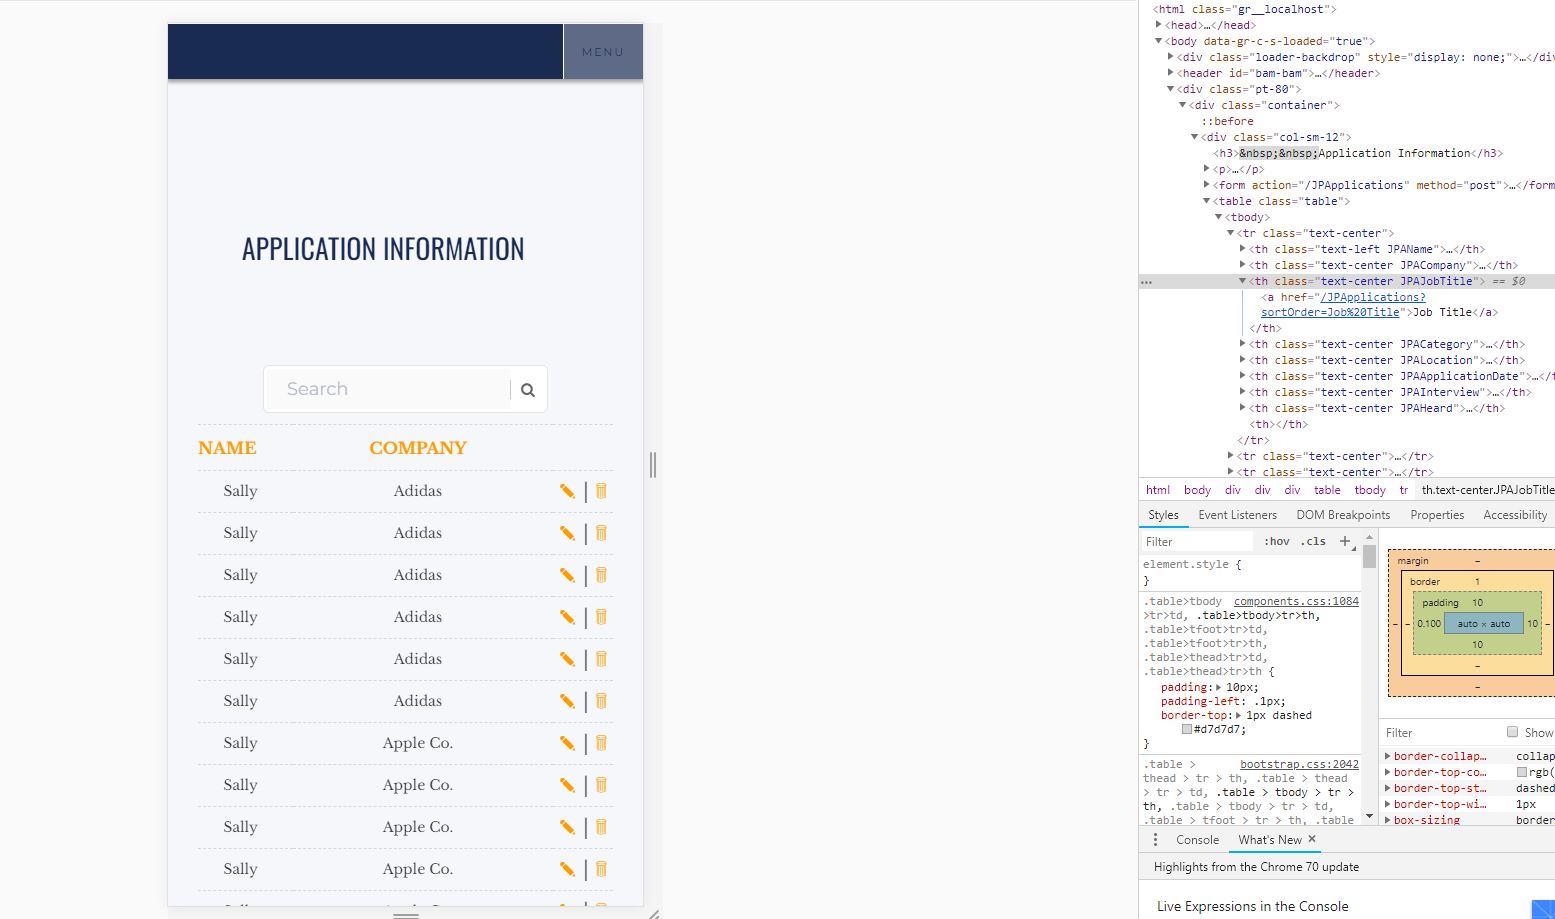 MENU
APPLICATION INFORMATION
Search
NAME COMPANY
Sally Adidas |
Sally Adidas |
Sally Adidas |
Sally Adidas |
Sally Adidas |
Sally Adidas |
Sally Apple Co. |
Sally Apple Co. |
Sally Apple Co. |
Sally Apple Co. |
<html class="gr__localhost">
<head>…</head>
<body data-gr-c-s-loaded="true">
<div class="loader-backdrop" style="display: none;">…</di
<header id="bam-bam">…</header>
<div class="pt-80">
<div class="container">
::before
<div class="col-sm-12">
<h3>&nbsp;&nbsp;Application Information</h3>
<p>…</p>
<form action="/JPApplications" method="post">…</form
<table class="table">
<tbody>
<tr class="text-center">
<th class="text-left JPAName">…</th>
<th class="text-center JPACompany">…</th>
… <th class="text-center JPAJobTitle"> == $0
<a href="/JPApplications?
sortOrder=Job%20Title">Job Title</a>
</th>
<th class="text-center JPACategory">…</th>
<th class="text-center JPALocation">…</th>
<th class="text-center JPAApplicationDate">…</t
<th class="text-center JPAInterview">…</th>
<th class="text-center JPAHeard">…</th>
<th></th>
</tr>
<tr class="text-center">…</tr>
<tr class="text-center">…</tr>
html body div div div table tbody tr th.text-center.JPAJobTitle
Styles Event Listeners DOM Breakpoints Properties Accessibility
Filter :hov .cls +
element.style {
}
.table>tbody components.css:1084
>tr>td, .table>tbody>tr>th,
.table>tfoot>tr>td,
.table>tfoot>tr>th,
.table>thead>tr>td,
.table>thead>tr>th {
padding: 10px;
padding-left: .1px;
border-top: 1px dashed
#d7d7d7;
}
.table > bootstrap.css:2042
thead > tr > th, .table > thead
> tr > td, .table > tbody > tr >
th, .table > tbody > tr > td,
.table > tfoot > tr > th, .table
margin –
border 1
padding 10
– – 0.100 auto × auto 10 –
10
–
–
Filter Show
border-collap… collap
border-top-co… rgb(
border-top-st… dashed
border-top-wi… 1px
box-sizing border
Console What's New ×
Highlights from the Chrome 70 update
Live Expressions in the Console